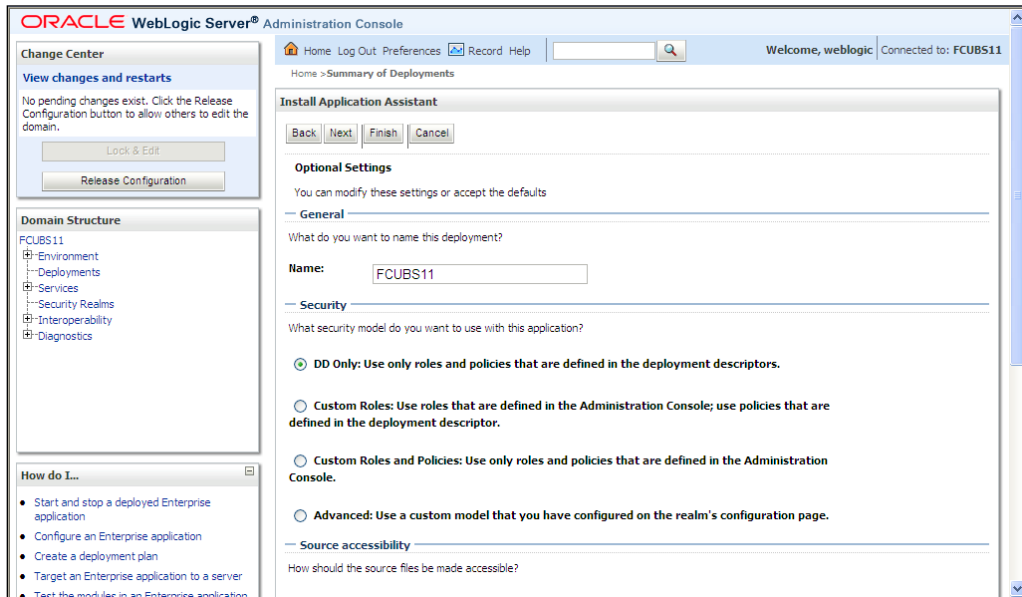 ORACLE WebLogic Server® Administration Console
Change Center
View changes and restarts
No pending changes exist. Click the Release
Configuration button to allow others to edit the
domain.
Lock & Edit
Release Configuration
Domain Structure
FCUBS11
Environment
Deployments
Services
Security Realms
Interoperability
Diagnostics
How do I...
Start and stop a deployed Enterprise
application
Configure an Enterprise application
Create a deployment plan
Target an Enterprise application to a server
Test the modules in an Enterprise application
Home Log Out Preferences Record Help
Welcome, weblogic Connected to: FCUBS11
Home >Summary of Deployments
Install Application Assistant
Back Next Finish Cancel
Optional Settings
You can modify these settings or accept the defaults
General
What do you want to name this deployment?
Name: FCUBS11
Security
What security model do you want to use with this application?
DD Only: Use only roles and policies that are defined in the deployment descriptors.
Custom Roles: Use roles that are defined in the Administration Console; use policies that are
defined in the deployment descriptor.
Custom Roles and Policies: Use only roles and policies that are defined in the Administration
Console.
Advanced: Use a custom model that you have configured on the realm's configuration page.
Source accessibility
How should the source files be made accessible?